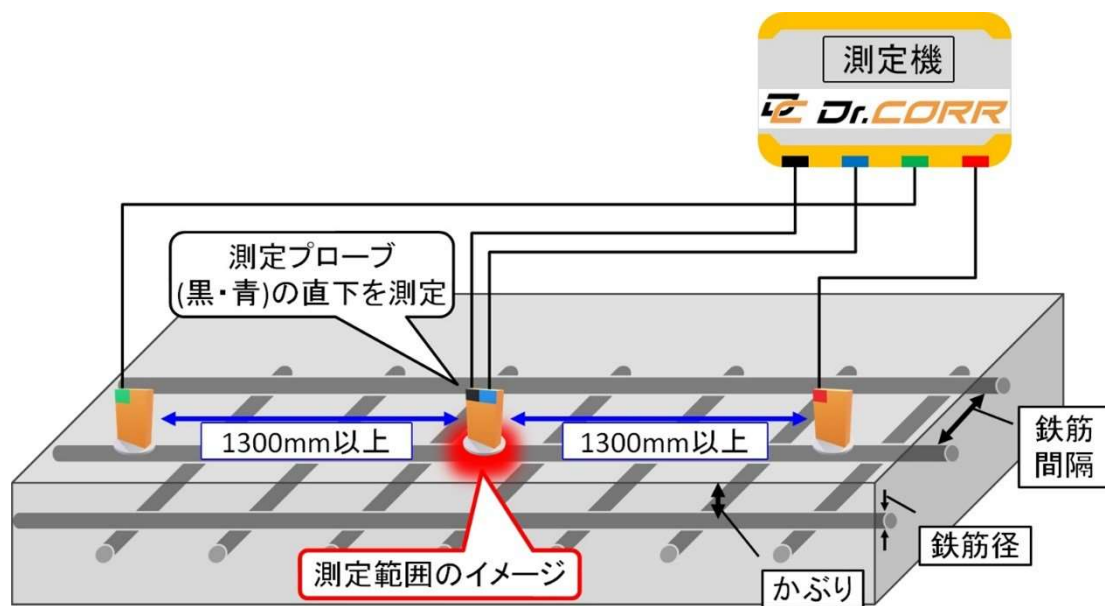 測定機
DC Dr.CORR
測定プローブ
(黒・青)の直下を測定
1300mm以上
1300mm以上
鉄筋
間隔
鉄筋径
かぶり
測定範囲のイメージ